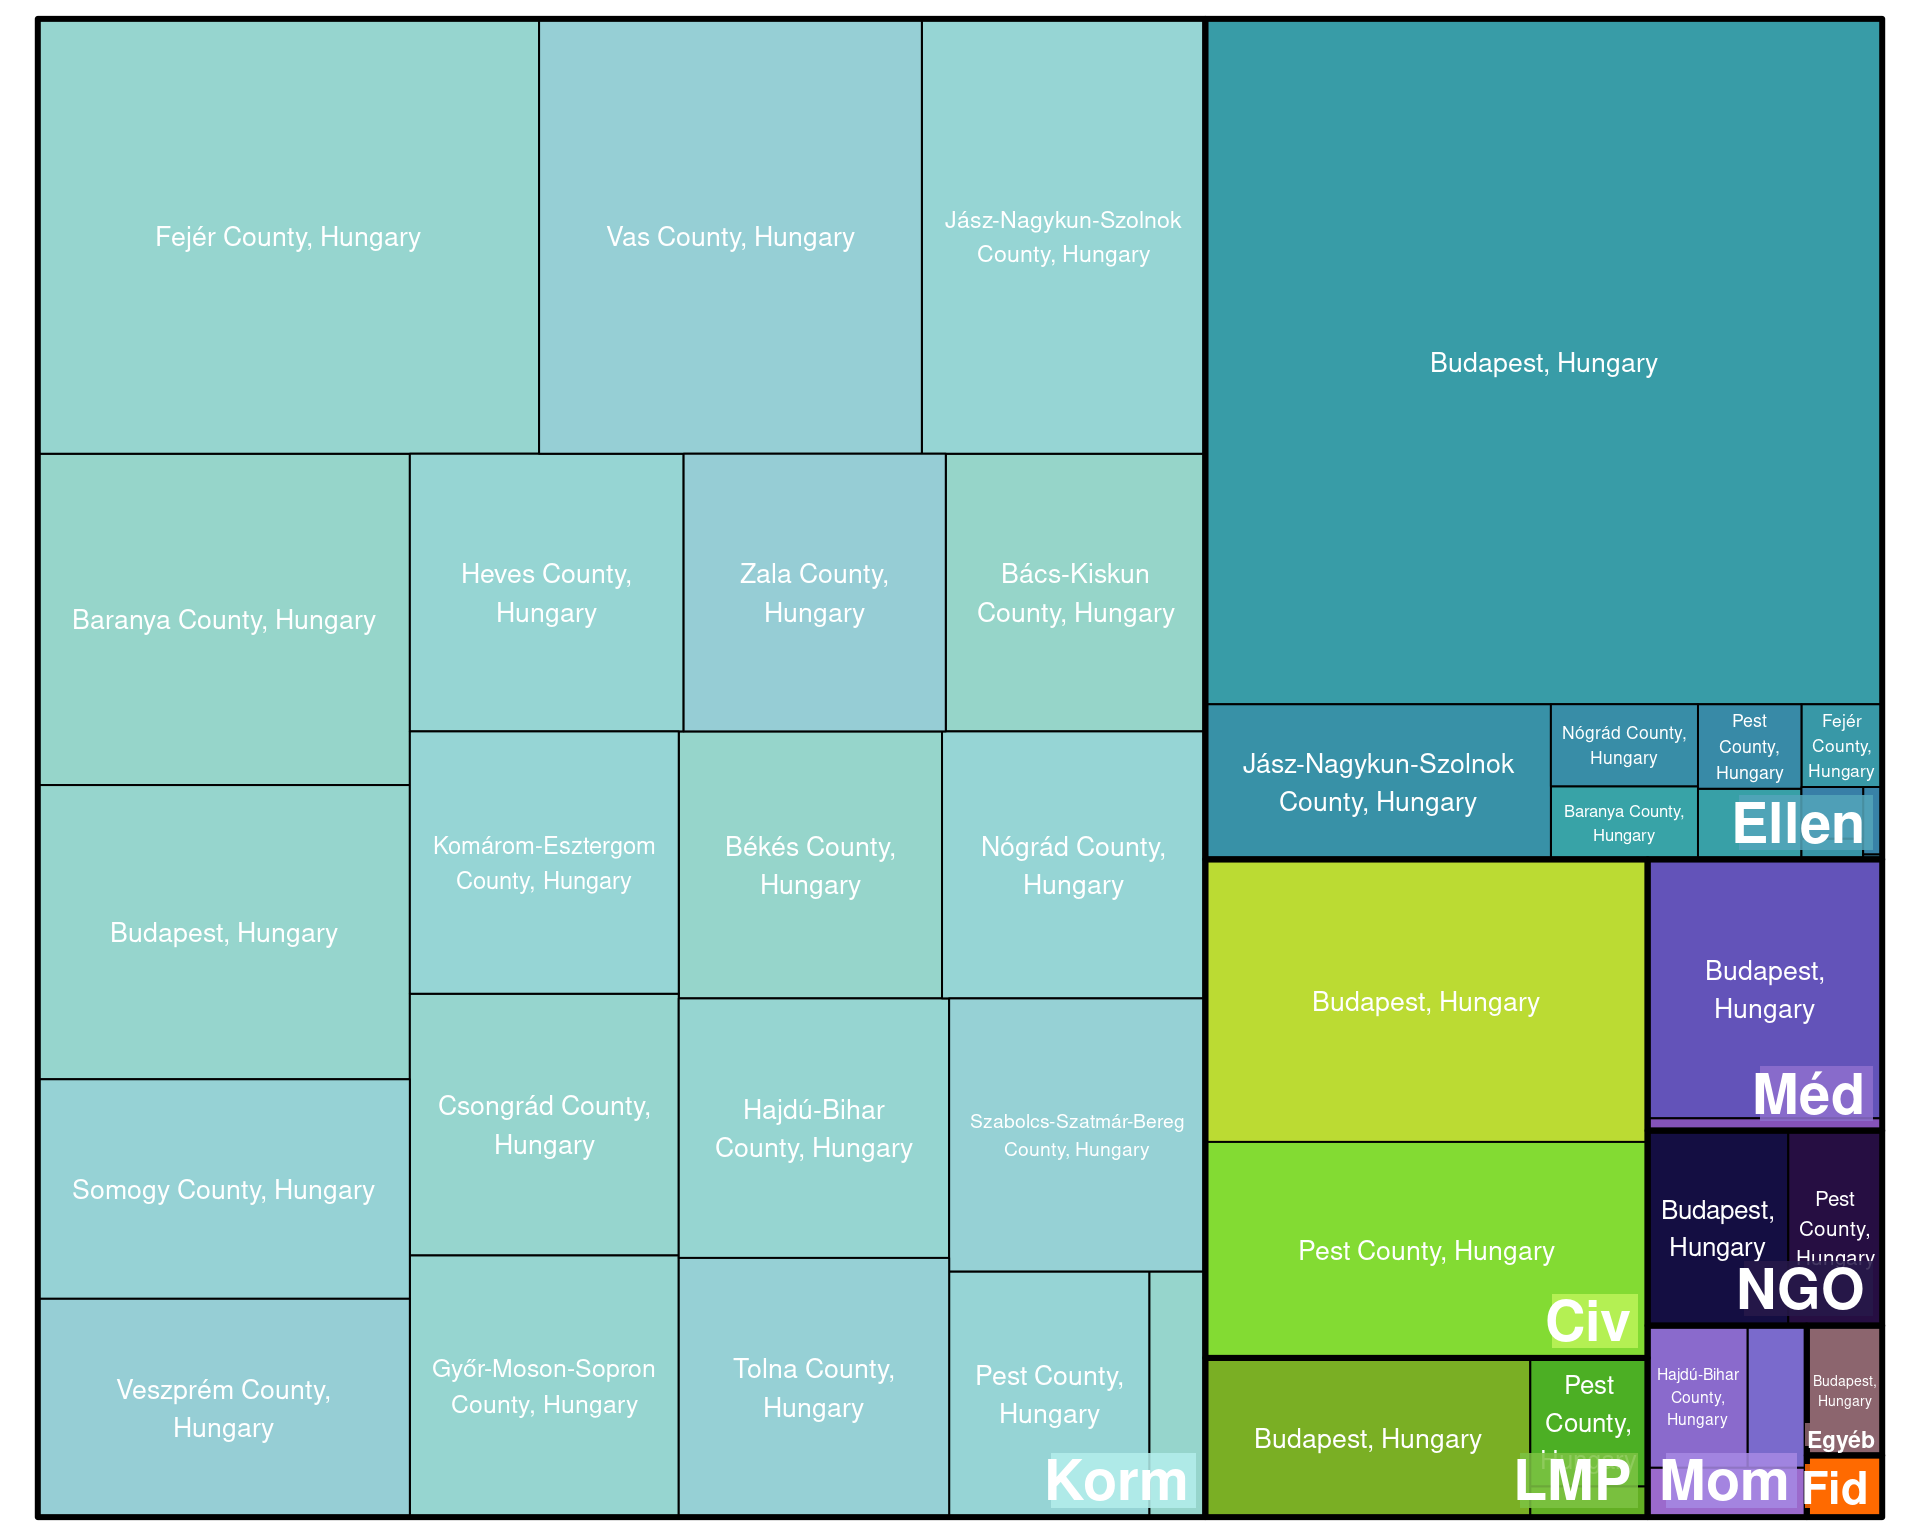 Fejér County, Hungary
Vas County, Hungary
Jász-Nagykun-Szolnok
County, Hungary
Baranya County, Hungary
Heves County,
Hungary
Zala County,
Hungary
Bács-Kiskun
County, Hungary
Budapest, Hungary
Komárom-Esztergom
County, Hungary
Békés County,
Hungary
Nógrád County,
Hungary
Somogy County, Hungary
Csongrád County,
Hungary
Hajdú-Bihar
County, Hungary
Szabolcs-Szatmár-Bereg
County, Hungary
Veszprém County,
Hungary
Győr-Moson-Sopron
County, Hungary
Tolna County,
Hungary
Pest County,
Hungary
Korm
Budapest, Hungary
Jász-Nagykun-Szolnok
County, Hungary
Nógrád County,
Hungary
Baranya County,
Hungary
Pest
County,
Hungary
Fejér
County,
Hungary
Ellen
Budapest, Hungary
Pest County, Hungary
Civ
Budapest,
Hungary
Méd
Budapest,
Hungary
Pest
County,
Hungary
NGO
Budapest, Hungary
Pest
County,
Hungary
LMP
Hajdú-Bihar
County,
Hungary
Mom
Budapest,
Hungary
Egyéb
Fid